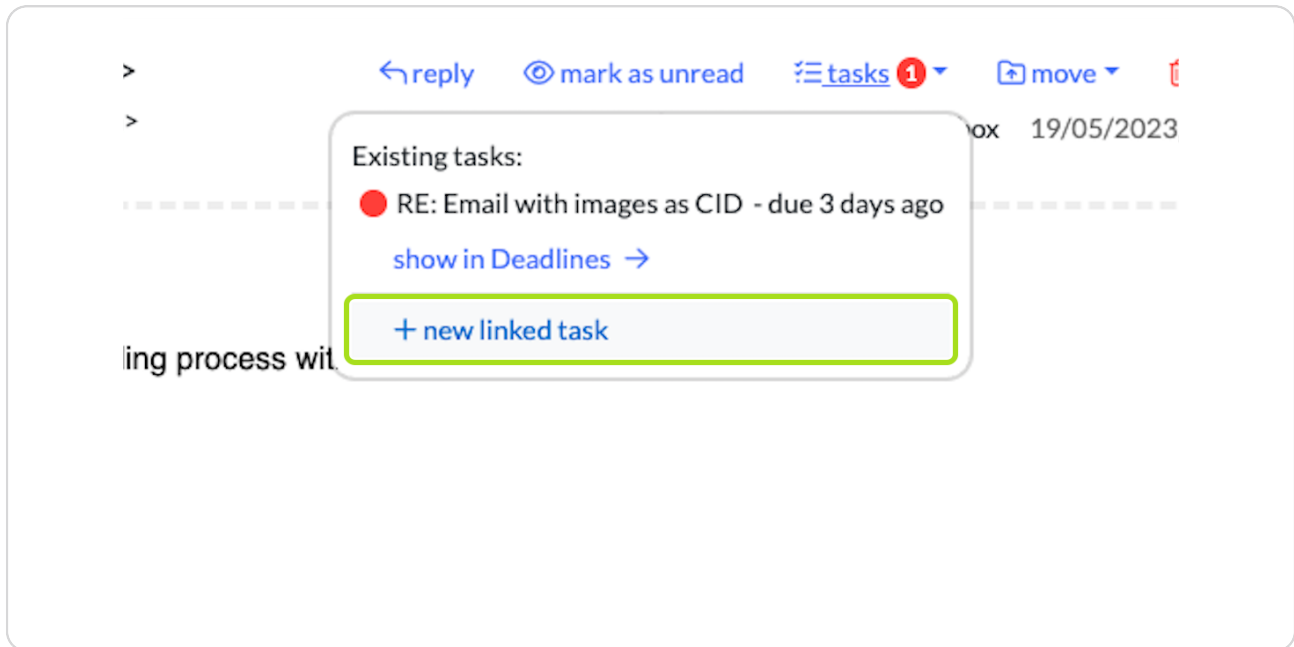 >
reply mark as unread tasks 1 move
>
19/05/2023
Existing tasks:
RE: Email with images as CID - due 3 days ago
show in Deadlines →
+ new linked task
process